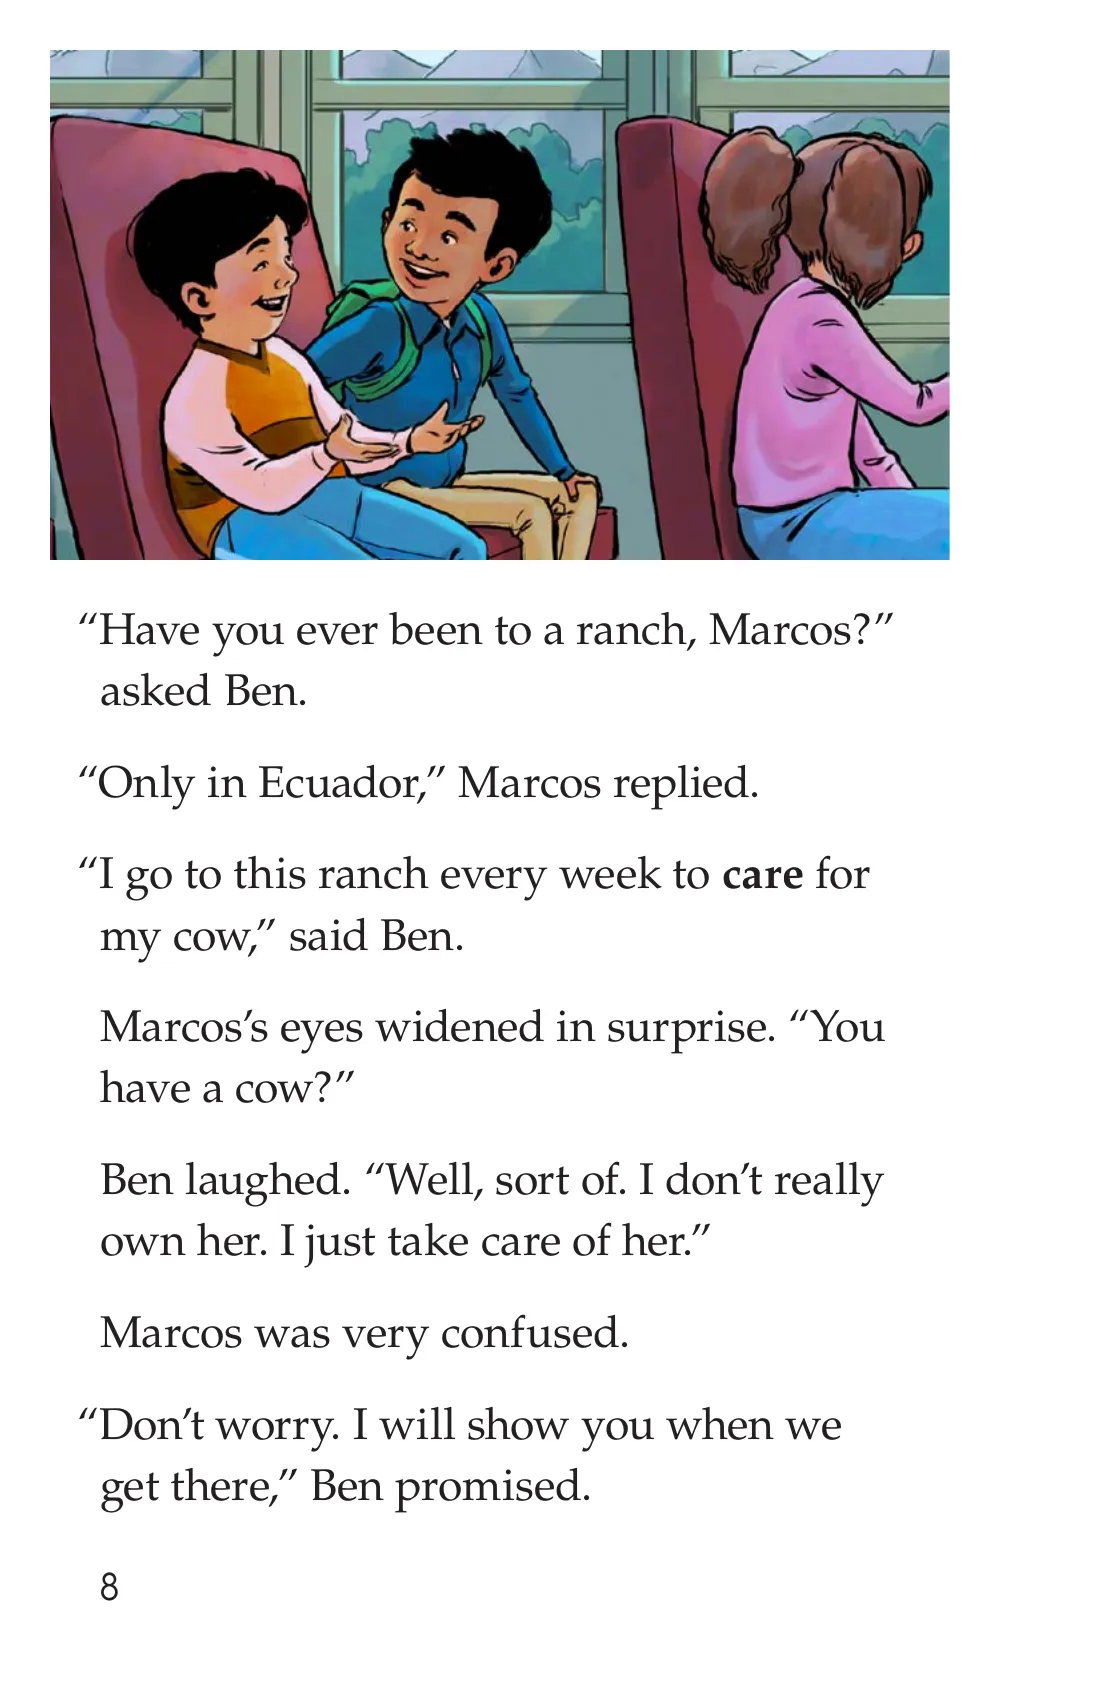 “Have you ever been to a ranch, Marcos?”
asked Ben.
“Only in Ecuador,” Marcos replied.
“I go to this ranch every week to care for
my cow,” said Ben.
Marcos’s eyes widened in surprise. “You
have a cow?”
Ben laughed. “Well, sort of. I don’t really
own her. I just take care of her.”
Marcos was very confused.
“Don’t worry. I will show you when we
get there,” Ben promised.
8